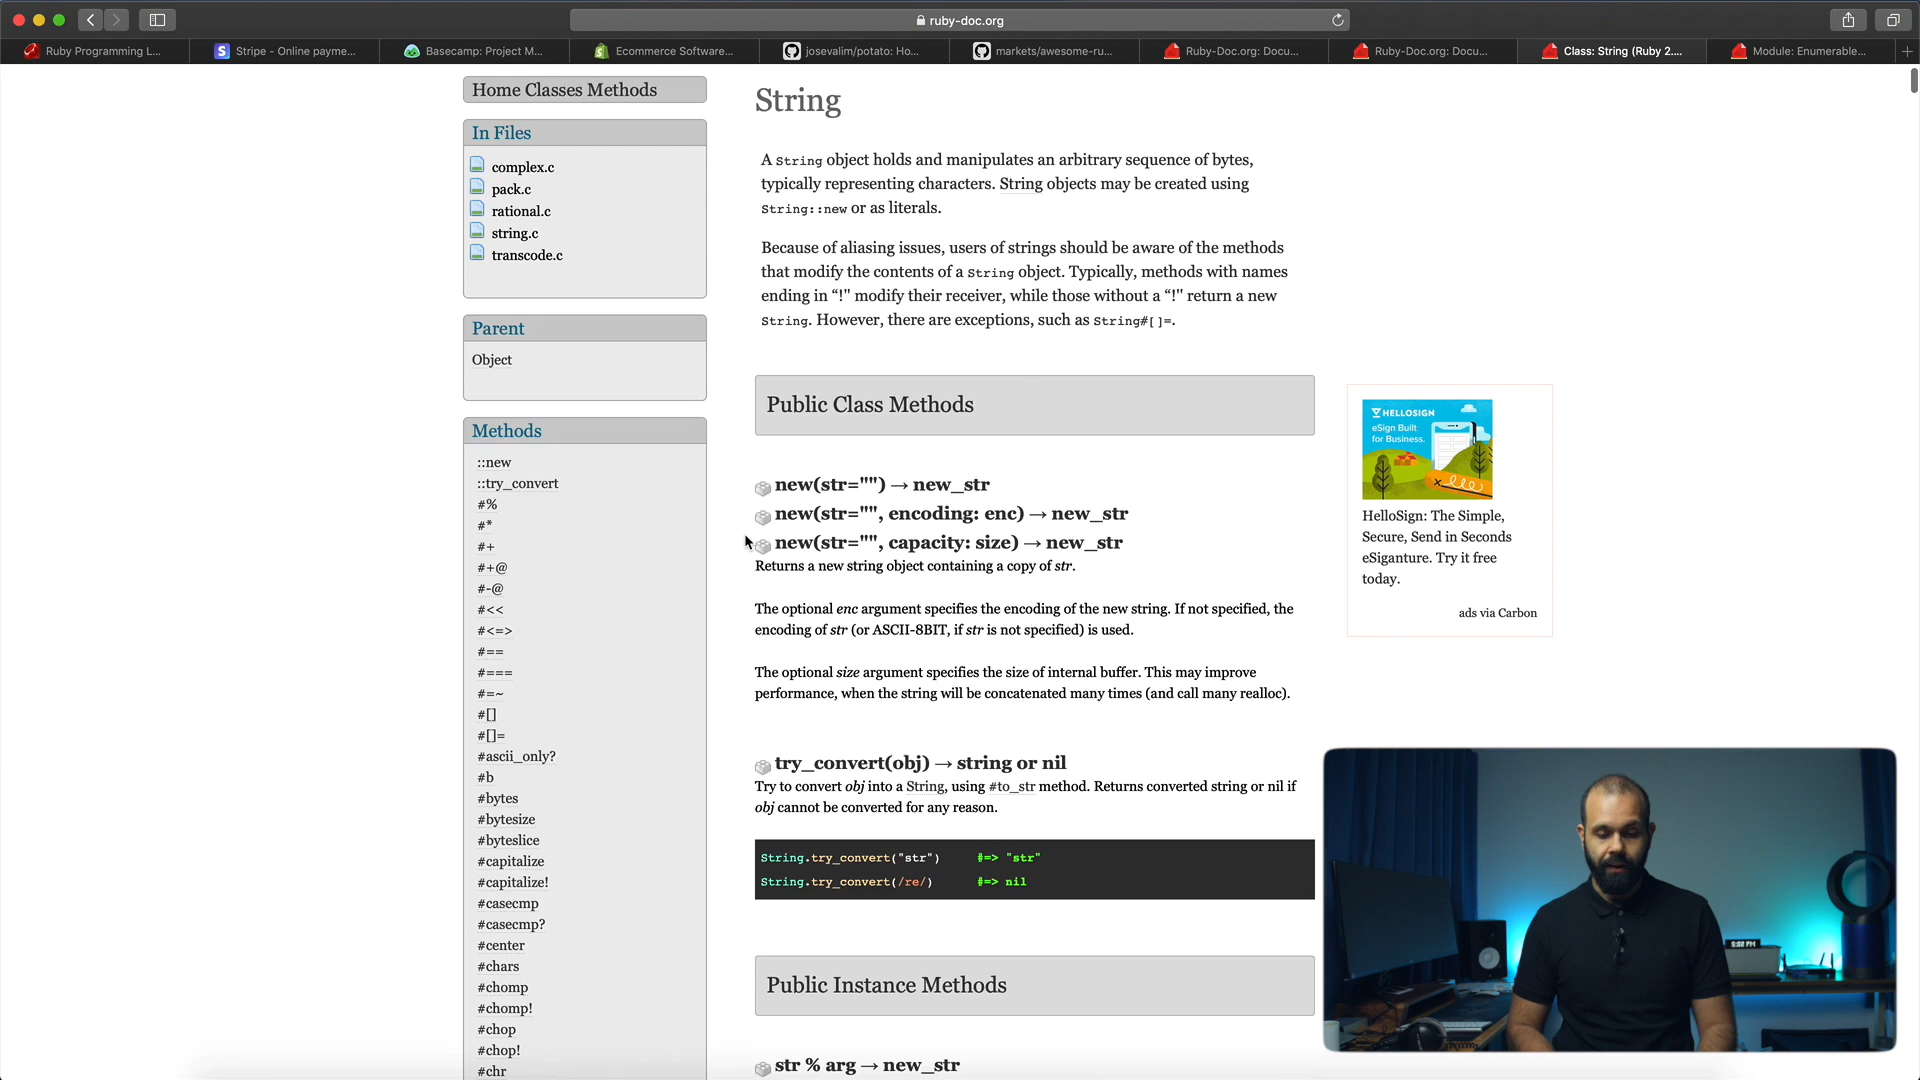 ruby-doc.org
Ruby Programming L...
Stripe - Online payme...
Basecamp: Project M...
Ecommerce Software...
josevalim/potato: Ho...
markets/awesome-ru...
Ruby-Doc.org: Docu...
Ruby-Doc.org: Docu...
Class: String (Ruby 2....
Module: Enumerable...
Home Classes Methods
In Files
complex.c
pack.c
rational.c
string.c
transcode.c
Parent
Object
Methods
::new
::try_convert
#%
#*
#+
#+@
#-@
#<<
#<=>
#==
#===
#=~
#[]
#[]=
#ascii_only?
#b
#bytes
#bytesize
#byteslice
#capitalize
#capitalize!
#casecmp
#casecmp?
#center
#chars
#chomp
#chomp!
#chop
#chop!
#chr
String
A String object holds and manipulates an arbitrary sequence of bytes,
typically representing characters. String objects may be created using
String::new or as literals.
Because of aliasing issues, users of strings should be aware of the methods
that modify the contents of a String object. Typically, methods with names
ending in “!" modify their receiver, while those without a “!" return a new
String. However, there are exceptions, such as String#[]=.
Public Class Methods
new(str="") → new_str
new(str="", encoding: enc) → new_str
new(str="", capacity: size) → new_str
Returns a new string object containing a copy of str.
The optional enc argument specifies the encoding of the new string. If not specified, the
encoding of str (or ASCII-8BIT, if str is not specified) is used.
The optional size argument specifies the size of internal buffer. This may improve
performance, when the string will be concatenated many times (and call many realloc).
try_convert(obj) → string or nil
Try to convert obj into a String, using #to_str method. Returns converted string or nil if
obj cannot be converted for any reason.
String.try_convert("str") #=> "str"
String.try_convert(/re/) #=> nil
Public Instance Methods
str % arg → new_str
HELLOSIGN
eSign Built
for Business.
HelloSign: The Simple,
Secure, Send in Seconds
eSiganture. Try it free
today.
ads via Carbon
5:02 PM